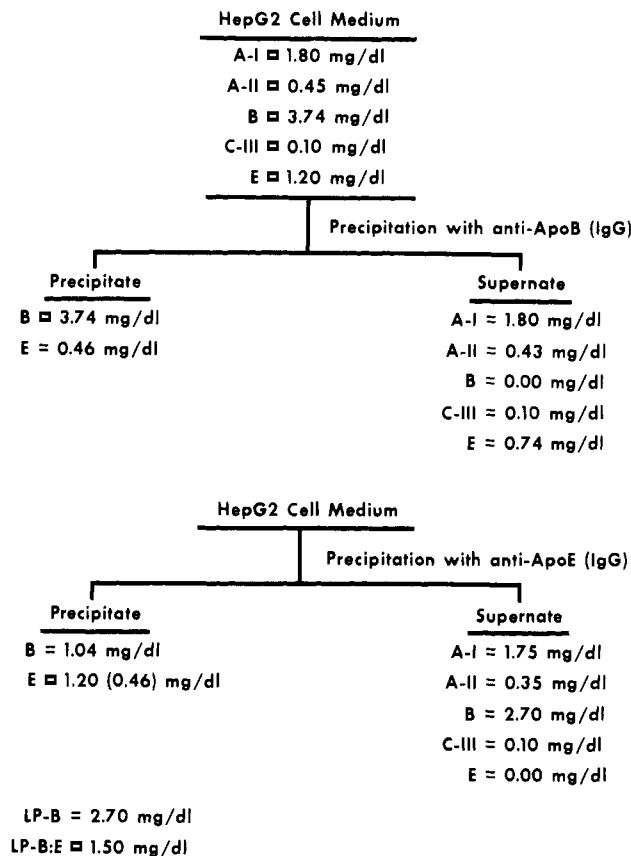 HepG2 Cell Medium
A-I = 1.80 mg/dl
A-II = 0.45 mg/dl
B = 3.74 mg/dl
C-III = 0.10 mg/dl
E = 1.20 mg/dl
Precipitation with anti-ApoB (IgG)
Precipitate
B = 3.74 mg/dl
E = 0.46 mg/dl
Supernate
A-I = 1.80 mg/dl
A-II = 0.43 mg/dl
B = 0.00 mg/dl
C-III = 0.10 mg/dl
E = 0.74 mg/dl
HepG2 Cell Medium
Precipitation with anti-ApoE (IgG)
Precipitate
B = 1.04 mg/dl
E = 1.20 (0.46) mg/dl
Supernate
A-I = 1.75 mg/dl
A-II = 0.35 mg/dl
B = 2.70 mg/dl
C-III = 0.10 mg/dl
E = 0.00 mg/dl
LP-B = 2.70 mg/dl
LP-B:E = 1.50 mg/dl